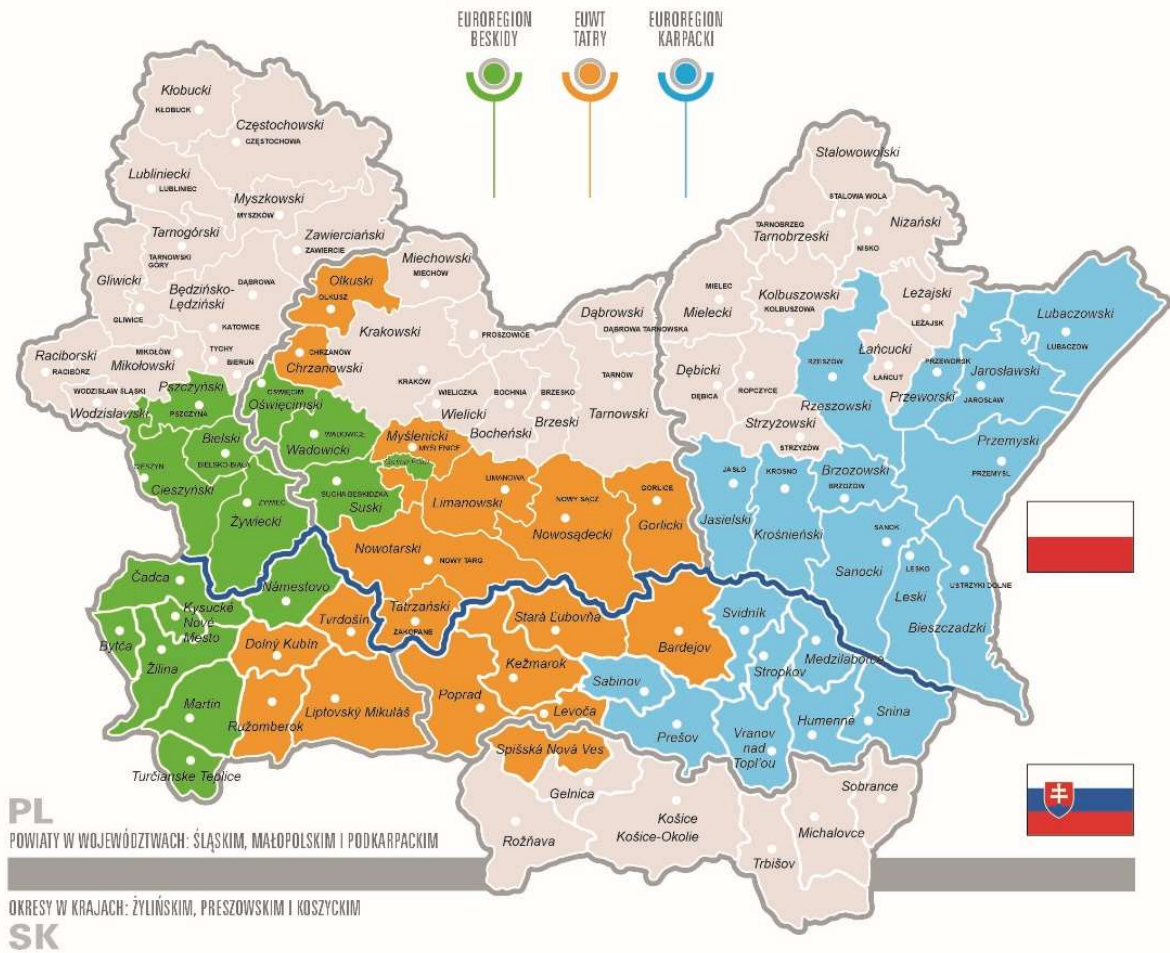 EUROREGION
BESKIDY
EUWT
TATRY
EUROREGION
KARPACKI
Kłobucki
KŁOBUCK
Częstochowski
CZĘSTOCHOWA
Lubliniecki
LUBLINIEC
Myszkowski
MYSZKÓW
Tarnogórski
TARNOWSKI
GÓRY
Zawierciański
ZAWIERCIE
Gliwicki
GLIWICE
Będzińsko-
Lędziński
DĄBROWA
KATOWICE
Raciborski
RACIBÓRZ
MIKOŁÓW
Mikołowski
TYCHY
BIERUŃ
WODZISŁAW ŚLĄSKI
Wodzisławski
Pszczyński
PSZCZYNA
Bielski
BIELSKO-BIAŁA
CIESZYN
Cieszyński
ŻYWIEC
Żywiecki
Olkuski
OLKUSZ
CHRZANÓW
Chrzanowski
Miechowski
MIECHÓW
Krakowski
KRAKÓW
PROSZOWICE
WIELICZKA
Wielicki
BOCHNIA
Bocheński
BRZESKO
Brzeski
Dąbrowski
DĄBROWA TARNOWSKA
TARNÓW
Tarnowski
OŚWIĘCIM
Oświęcimski
WADOWICE
Wadowicki
Myślenicki
MYŚLENICE
SUCHA BESKIDZKA
Suski
LIMANOWA
Limanowski
NOWY SĄCZ
Nowosądecki
GORLICE
Gorlicki
Nowotarski
NOWY TARG
Tatrzański
ZAKOPANE
Stalowowolski
STALOWA WOLA
TARNOBRZEG
Tarnobrzeski
Niżański
NISKO
MIELEC
Mielecki
Kolbuszowski
KOLBUSZOWA
Leżajski
LEŻAJSK
Lubaczowski
LUBACZOW
Łańcucki
ŁAŃCUT
RZESZÓW
Rzeszowski
PRZEWORSK
Przeworski
Jarosławski
JAROSŁAW
Dębicki
DĘBICA
ROPCZYCE
Strzyżowski
STRZYŻÓW
Przemyski
PRZEMYŚL
JASŁO
Jasielski
KROSNO
Krośnieński
Brzozowski
BRZOZÓW
SANOK
Sanocki
LESKO
Leski
USTRZYKI DOLNE
Bieszczadzki
Čadca
Kysucké
Nové
Mesto
Bytča
Žilina
Námestovo
Martin
Turčianske Teplice
Tvrdošín
Dolný Kubín
Ružomberok
Liptovský Mikuláš
Stará Ľubovňa
Kežmarok
Poprad
Levoča
Spišská Nová Ves
Bardejov
Svidník
Stropkov
Medzilaborce
Sabinov
Prešov
Vranov
nad
Topľou
Humenné
Snina
Gelnica
Rožňava
Košice
Košice-Okolie
Sobrance
Michalovce
Trbišov
PL
POWIATY W WOJEWÓDZTWACH: ŚLĄSKIM, MAŁOPOLSKIM I PODKARPACKIM
OKRESY W KRAJACH: ŻYLIŃSKIM, PRESZOWSKIM I KOSZYCKIM
SK